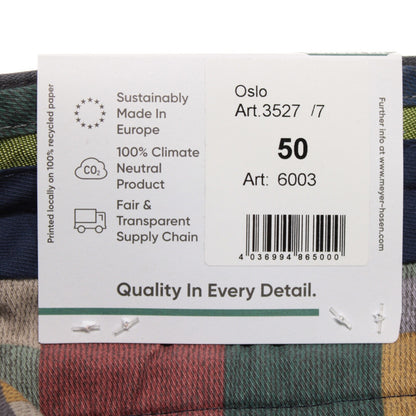 Printed locally on 100% recycled paper
Sustainably
Made In
Europe
CO₂
100% Climate
Neutral
Product
Fair &
Transparent
Supply Chain
Oslo
Art.3527 /7
50
Art: 6003
4 036994 865000
Further info at www.meyer-hosen.com
Quality In Every Detail.